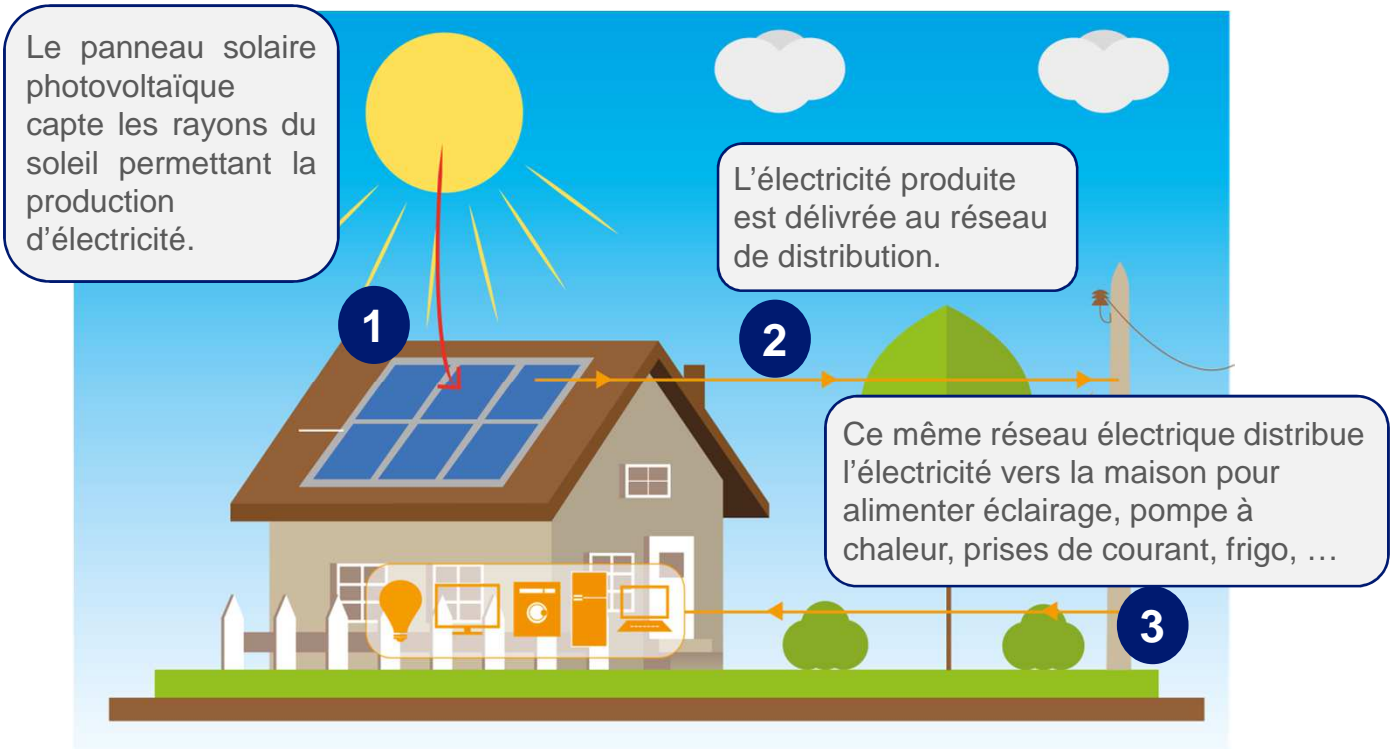 Le panneau solaire
photovoltaïque
capte les rayons du
soleil permettant la
production
d’électricité.
1
L’électricité produite
est délivrée au réseau
de distribution.
2
Ce même réseau électrique distribue
l’électricité vers la maison pour
alimenter éclairage, pompe à
chaleur, prises de courant, frigo, …
3